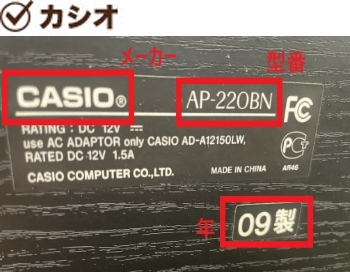 カシオ
メーカー
型番
CASIO®
AP-220BN
FC
RATING: DC 12V ⎓
use AC ADAPTOR only CASIO AD-A12150LW,
RATED DC 12V 1.5A
CASIO COMPUTER CO.,LTD.
MADE IN CHINA
AR46
年
09製